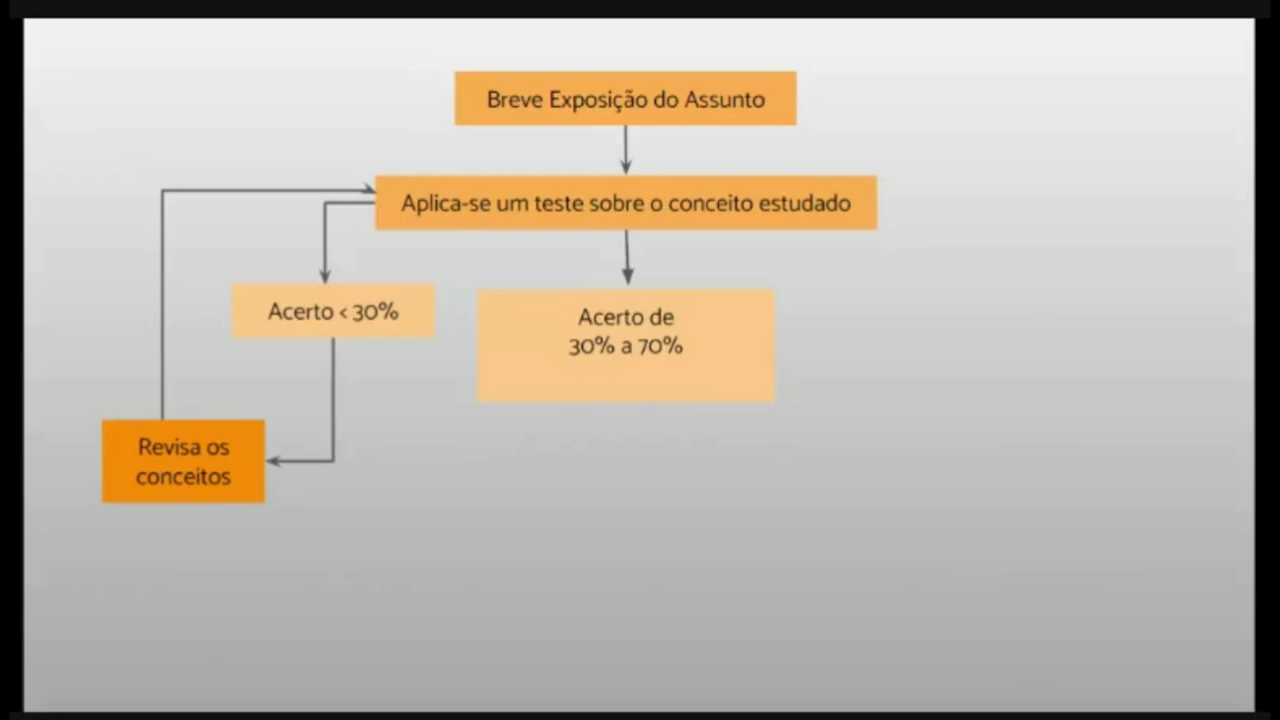 Breve Exposição do Assunto
Aplica-se um teste sobre o conceito estudado
Acerto < 30%
Acerto de
30% a 70%
Revisa os
conceitos